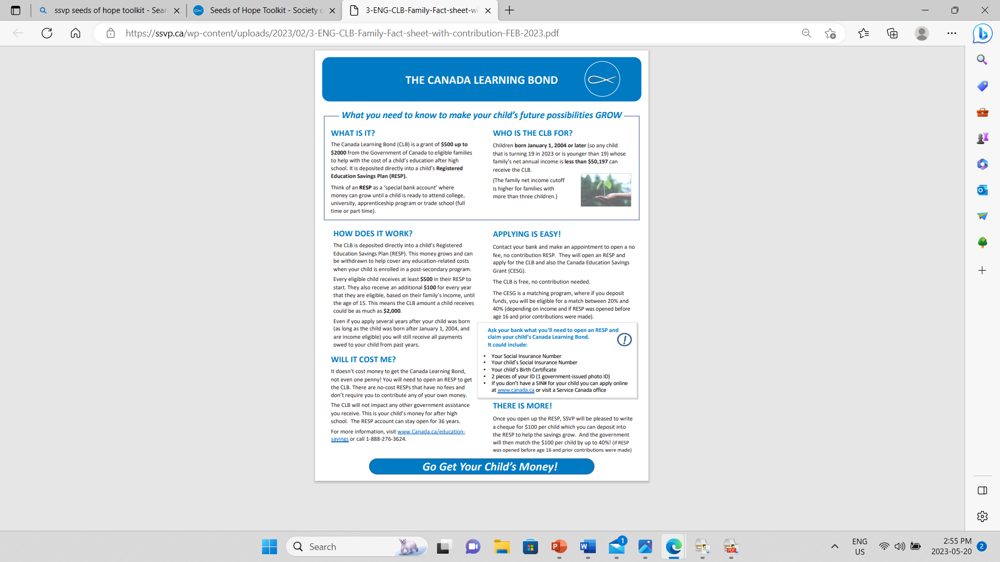 ssvp seeds of hope toolkit - Sear
Seeds of Hope Toolkit - Society o
3-ENG-CLB-Family-Fact-sheet-wi
https://ssvp.ca/wp-content/uploads/2023/02/3-ENG-CLB-Family-Fact-sheet-with-contribution-FEB-2023.pdf
THE CANADA LEARNING BOND
What you need to know to make your child's future possibilities GROW
WHAT IS IT?
The Canada Learning Bond (CLB) is a grant of $500 up to
$2000 from the Government of Canada to eligible families
to help with the cost of a child's education after high
school. It is deposited directly into a child's Registered
Education Savings Plan (RESP).
Think of an RESP as a 'special bank account' where
money can grow until a child is ready to attend college,
university, apprenticeship program or trade school (full
time or part time).
WHO IS THE CLB FOR?
Children born January 1, 2004 or later (so any child
that is turning 19 in 2023 or is younger than 19) whose
family's net annual income is less than $50,197 can
receive the CLB.
(The family net income cutoff
is higher for families with
more than three children.)
HOW DOES IT WORK?
The CLB is deposited directly into a child's Registered
Education Savings Plan (RESP). This money grows and can
be withdrawn to help cover any education-related costs
when your child is enrolled in a post-secondary program.
Every eligible child receives at least $500 in their RESP to
start. They also receive an additional $100 for every year
that they are eligible, based on their family's income, until
the age of 15. This means the CLB amount a child receives
could be as much as $2,000.
Even if you apply several years after your child was born
(as long as the child was born after January 1, 2004, and
are income eligible) you will still receive all payments
owed to your child from past years.
WILL IT COST ME?
It doesn't cost money to get the Canada Learning Bond,
not even one penny! You will need to open an RESP to get
the CLB. There are no-cost RESPs that have no fees and
don't require you to contribute any of your own money.
The CLB will not impact any other government assistance
you receive. This is your child's money for after high
school. The RESP account can stay open for 36 years.
For more information, visit www.Canada.ca/education-
savings or call 1-888-276-3624.
APPLYING IS EASY!
Contact your bank and make an appointment to open a no
fee, no contribution RESP. They will open an RESP and
apply for the CLB and also the Canada Education Savings
Grant (CESG).
The CLB is free, no contribution needed.
The CESG is a matching program, where if you deposit
funds, you will be eligible for a match between 20% and
40% (depending on income and if RESP was opened before
age 16 and prior contributions were made).
Ask your bank what you'll need to open an RESP and
claim your child's Canada Learning Bond.
It could include:
• Your Social Insurance Number
• Your child's Social Insurance Number
• Your child's Birth Certificate
• 2 pieces of your ID (1 government-issued photo ID)
• If you don't have a SIN# for your child you can apply online
at www.canada.ca or visit a Service Canada office
THERE IS MORE!
Once you open up the RESP, SSVP will be pleased to write
a cheque for $100 per child which you can deposit into
the RESP to help the savings grow. And the government
will then match the $100 per child by up to 40%! (if RESP
was opened before age 16 and prior contributions were made)
Go Get Your Child's Money!
Search
1
ENG
US
2:55 PM
2023-05-20
2